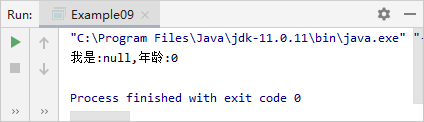 Run: Example09
"C:\Program Files\Java\jdk-11.0.11\bin\java.exe" "-
我是:null,年龄:0
Process finished with exit code 0